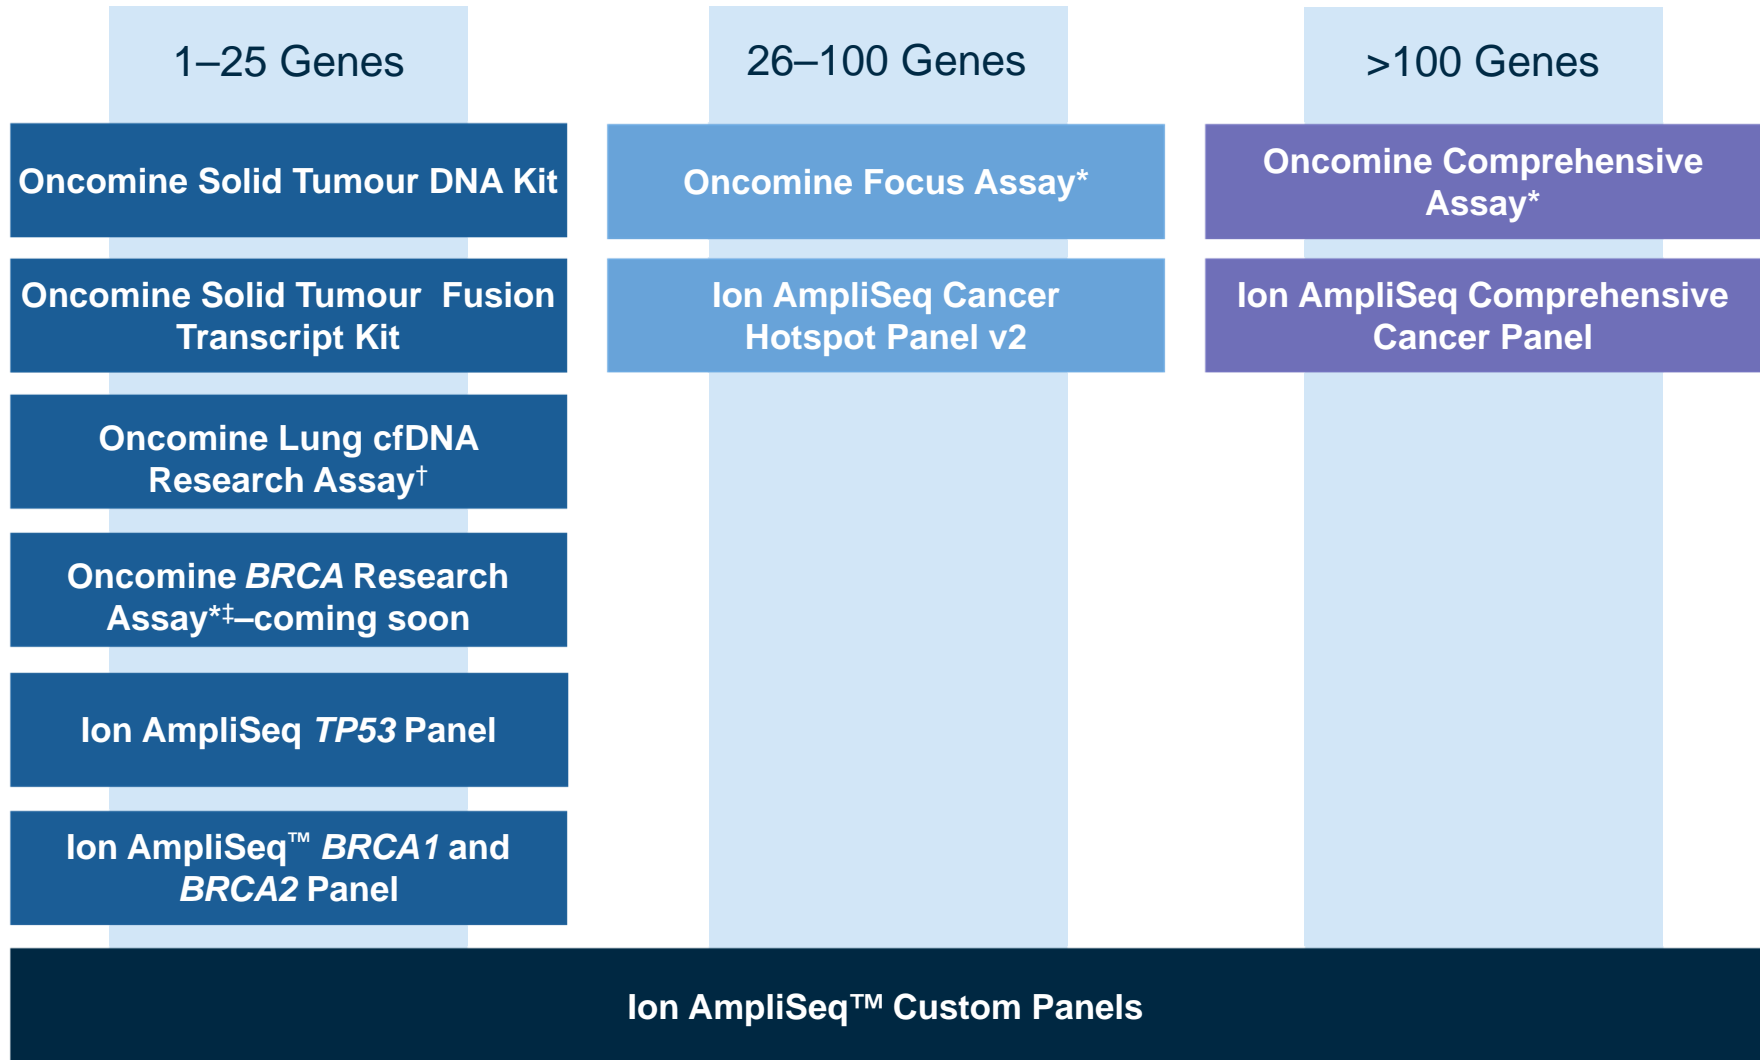 1–25 Genes
Oncomine Solid Tumour DNA Kit
Oncomine Solid Tumour  Fusion
Transcript Kit
Oncomine Lung cfDNA
Research Assay†
Oncomine BRCA Research
Assay*‡–coming soon
Ion AmpliSeq TP53 Panel
Ion AmpliSeq™ BRCA1 and
BRCA2 Panel
26–100 Genes
Oncomine Focus Assay*
Ion AmpliSeq Cancer
Hotspot Panel v2
>100 Genes
Oncomine Comprehensive
Assay*
Ion AmpliSeq Comprehensive
Cancer Panel
Ion AmpliSeq™ Custom Panels